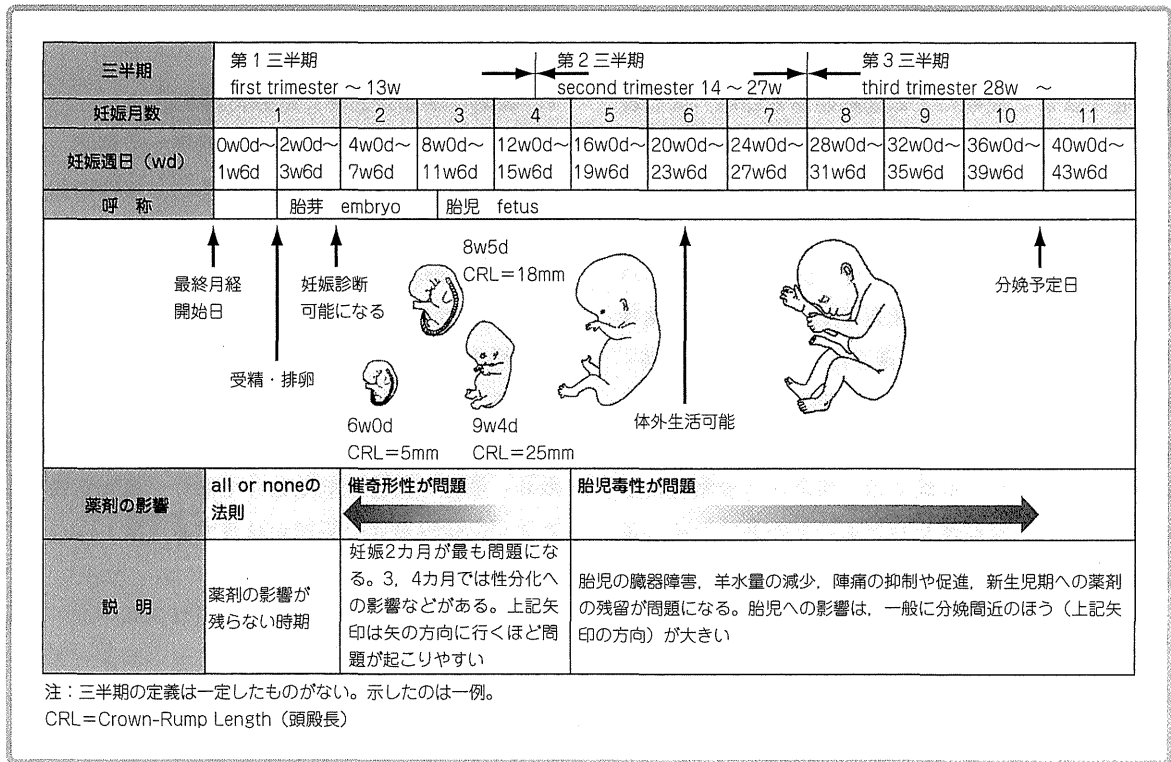 三半期
第1三半期
first trimester ～ 13w
第2三半期
second trimester 14 ～ 27w
第3三半期
third trimester 28w ～
妊娠月数
1 2 3 4 5 6 7 8 9 10 11
妊娠週日（wd）
0w0d～ 2w0d～ 4w0d～ 8w0d～ 12w0d～ 16w0d～ 20w0d～ 24w0d～ 28w0d～ 32w0d～ 36w0d～ 40w0d～
1w6d 3w6d 7w6d 11w6d 15w6d 19w6d 23w6d 27w6d 31w6d 35w6d 39w6d 43w6d
呼 称
胎芽 embryo
胎児 fetus
最終月経
開始日
受精・排卵
妊娠診断
可能になる
8w5d
CRL＝18mm
6w0d
CRL＝5mm
9w4d
CRL＝25mm
体外生活可能
分娩予定日
薬剤の影響
all or noneの
法則
催奇形性が問題
胎児毒性が問題
説 明
薬剤の影響が
残らない時期
妊娠2カ月が最も問題にな
る。3，4カ月では性分化へ
の影響などがある。上記矢
印は矢の方向に行くほど問
題が起こりやすい
胎児の臓器障害，羊水量の減少，陣痛の抑制や促進，新生児期への薬剤
の残留が問題になる。胎児への影響は，一般に分娩間近のほう（上記矢
印の方向）が大きい
注：三半期の定義は一定したものがない。示したのは一例。
CRL＝Crown-Rump Length（頭殿長）